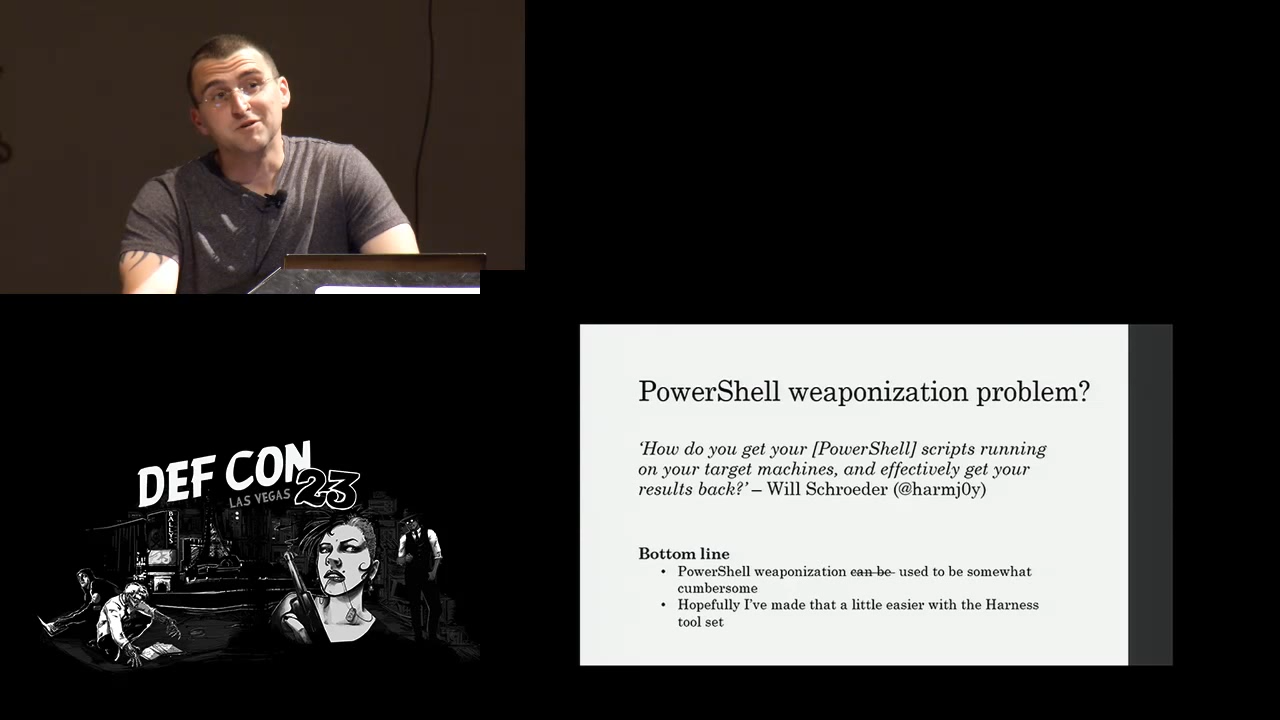 DEF CON
LAS VEGAS 23
BALLYS
PowerShell weaponization problem?
‘How do you get your [PowerShell] scripts running
on your target machines, and effectively get your
results back?’ – Will Schroeder (@harmj0y)
Bottom line
• PowerShell weaponization can be used to be somewhat
cumbersome
• Hopefully I’ve made that a little easier with the Harness
tool set